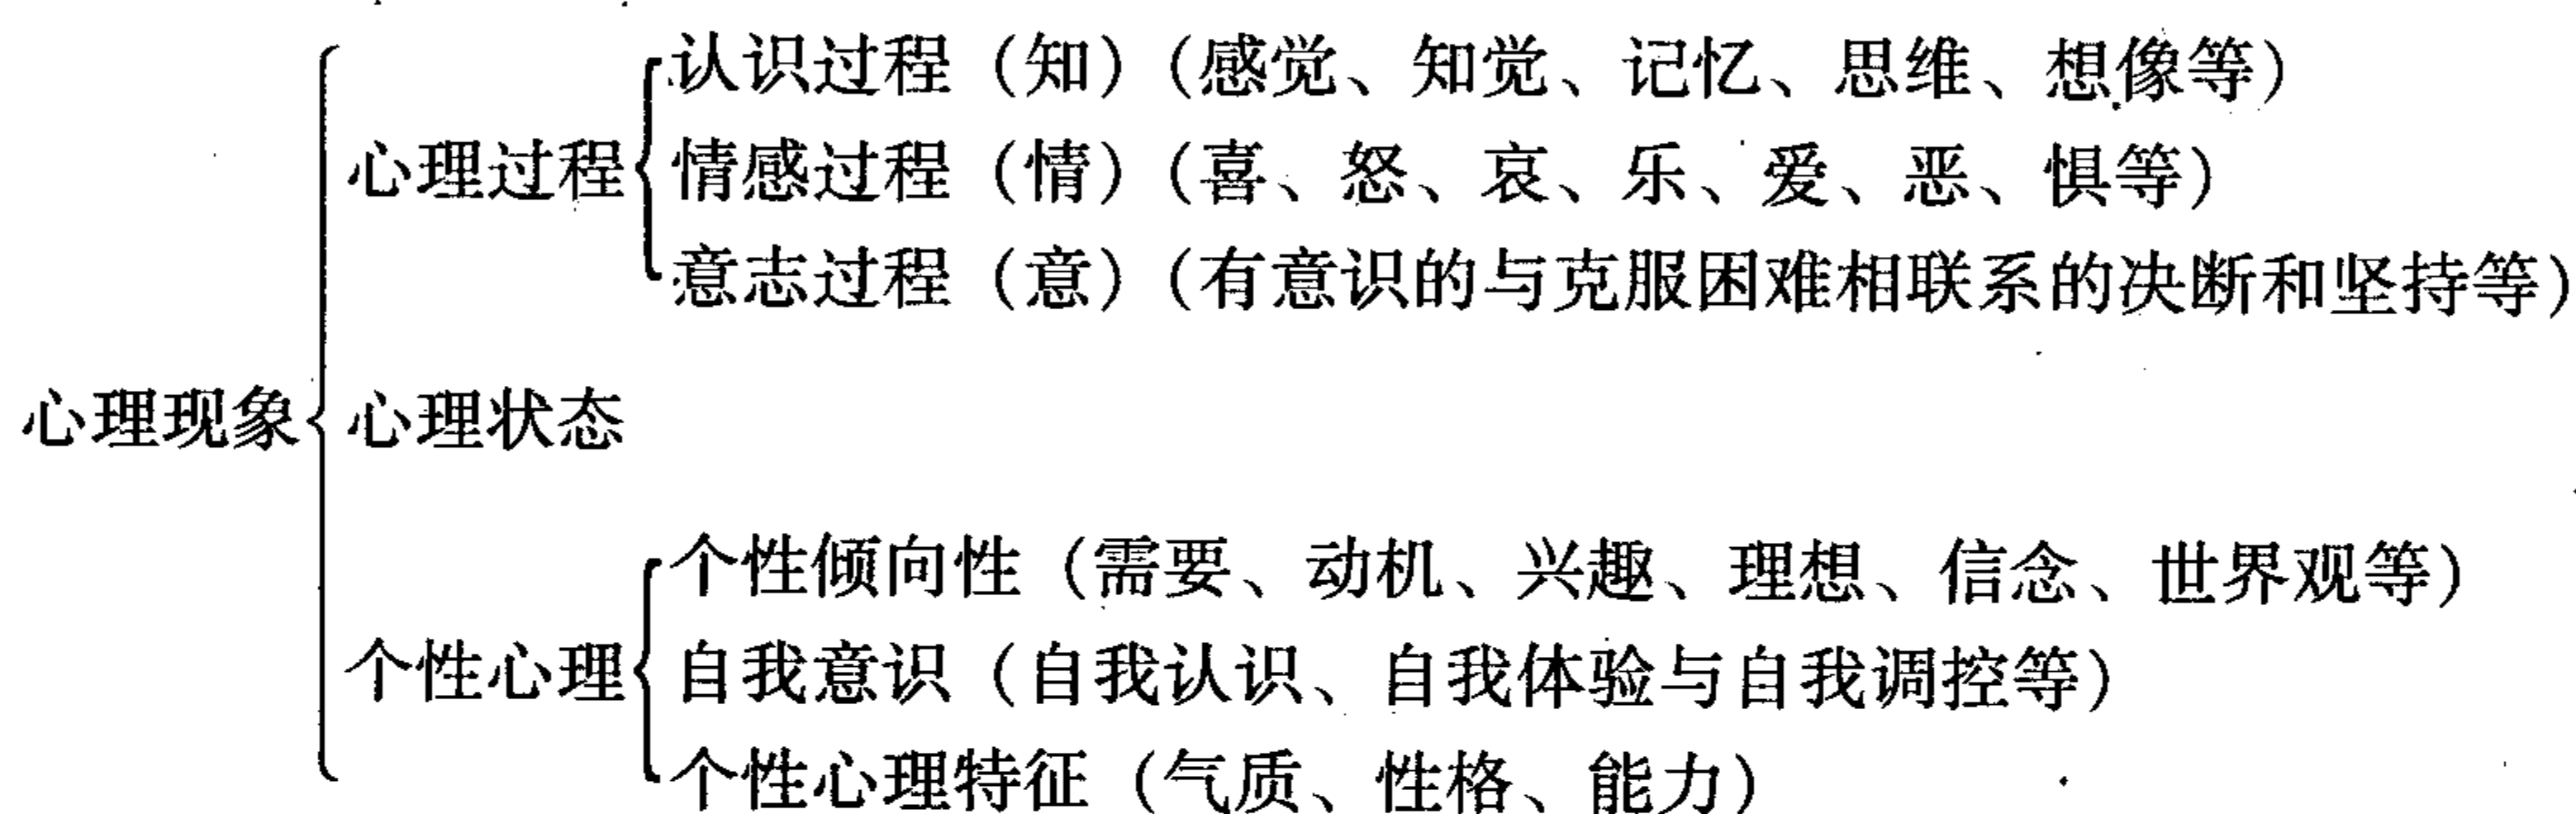 认识过程（知）（感觉、知觉、记忆、思维、想像等）
心理过程 情感过程（情）（喜、怒、哀、乐、爱、恶、惧等）
意志过程（意）（有意识的与克服困难相联系的决断和坚持等）
心理现象 心理状态
个性倾向性（需要、动机、兴趣、理想、信念、世界观等）
个性心理 自我意识（自我认识、自我体验与自我调控等）
个性心理特征（气质、性格、能力）